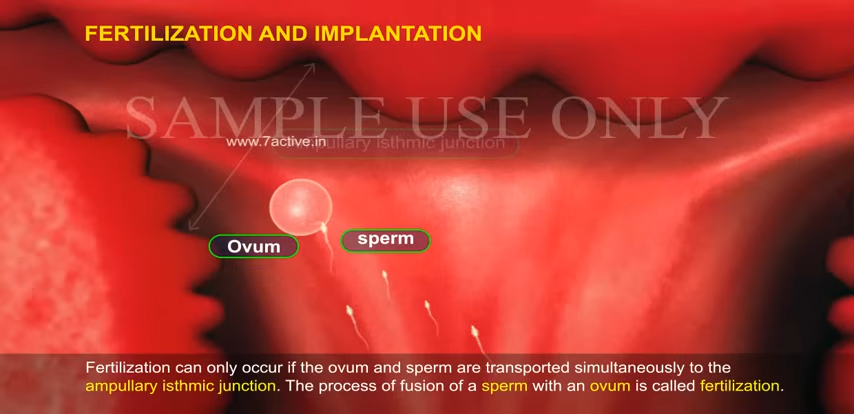 FERTILIZATION AND IMPLANTATION
SAMPLE USE ONLY
www.7active.in
ampullary isthmic junction
Ovum
sperm
Fertilization can only occur if the ovum and sperm are transported simultaneously to the
ampullary isthmic junction. The process of fusion of a sperm with an ovum is called fertilization.